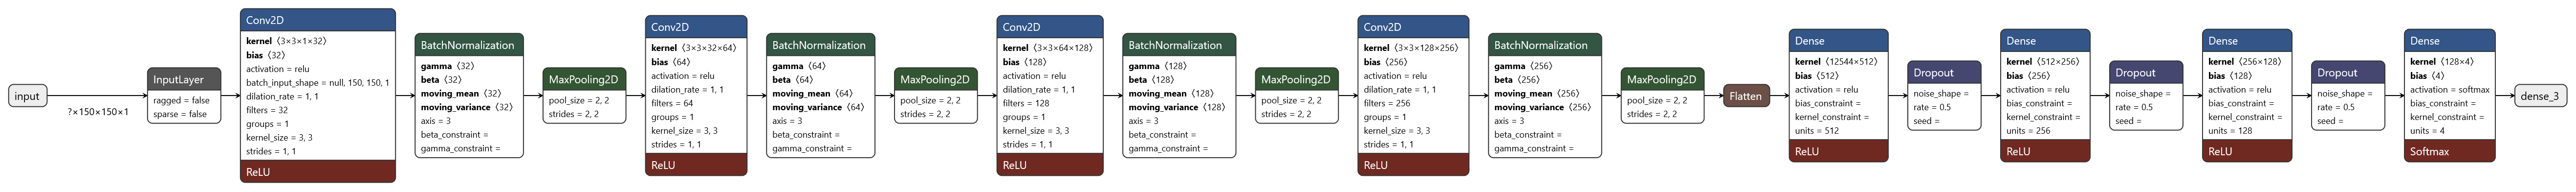 input
?×150×150×1
InputLayer
ragged = false
sparse = false
Conv2D
kernel 〈3×3×1×32〉
bias 〈32〉
activation = relu
batch_input_shape = null, 150, 150, 1
dilation_rate = 1, 1
filters = 32
groups = 1
kernel_size = 3, 3
strides = 1, 1
ReLU
BatchNormalization
gamma 〈32〉
beta 〈32〉
moving_mean 〈32〉
moving_variance 〈32〉
axis = 3
beta_constraint =
gamma_constraint =
MaxPooling2D
pool_size = 2, 2
strides = 2, 2
Conv2D
kernel 〈3×3×32×64〉
bias 〈64〉
activation = relu
dilation_rate = 1, 1
filters = 64
groups = 1
kernel_size = 3, 3
strides = 1, 1
ReLU
BatchNormalization
gamma 〈64〉
beta 〈64〉
moving_mean 〈64〉
moving_variance 〈64〉
axis = 3
beta_constraint =
gamma_constraint =
MaxPooling2D
pool_size = 2, 2
strides = 2, 2
Conv2D
kernel 〈3×3×64×128〉
bias 〈128〉
activation = relu
dilation_rate = 1, 1
filters = 128
groups = 1
kernel_size = 3, 3
strides = 1, 1
ReLU
BatchNormalization
gamma 〈128〉
beta 〈128〉
moving_mean 〈128〉
moving_variance 〈128〉
axis = 3
beta_constraint =
gamma_constraint =
MaxPooling2D
pool_size = 2, 2
strides = 2, 2
Conv2D
kernel 〈3×3×128×256〉
bias 〈256〉
activation = relu
dilation_rate = 1, 1
filters = 256
groups = 1
kernel_size = 3, 3
strides = 1, 1
ReLU
BatchNormalization
gamma 〈256〉
beta 〈256〉
moving_mean 〈256〉
moving_variance 〈256〉
axis = 3
beta_constraint =
gamma_constraint =
MaxPooling2D
pool_size = 2, 2
strides = 2, 2
Flatten
Dense
kernel 〈12544×512〉
bias 〈512〉
activation = relu
bias_constraint =
kernel_constraint =
units = 512
ReLU
Dropout
noise_shape =
rate = 0.5
seed =
Dense
kernel 〈512×256〉
bias 〈256〉
activation = relu
bias_constraint =
kernel_constraint =
units = 256
ReLU
Dropout
noise_shape =
rate = 0.5
seed =
Dense
kernel 〈256×128〉
bias 〈128〉
activation = relu
bias_constraint =
kernel_constraint =
units = 128
ReLU
Dropout
noise_shape =
rate = 0.5
seed =
Dense
kernel 〈128×4〉
bias 〈4〉
activation = softmax
bias_constraint =
kernel_constraint =
units = 4
Softmax
dense_3